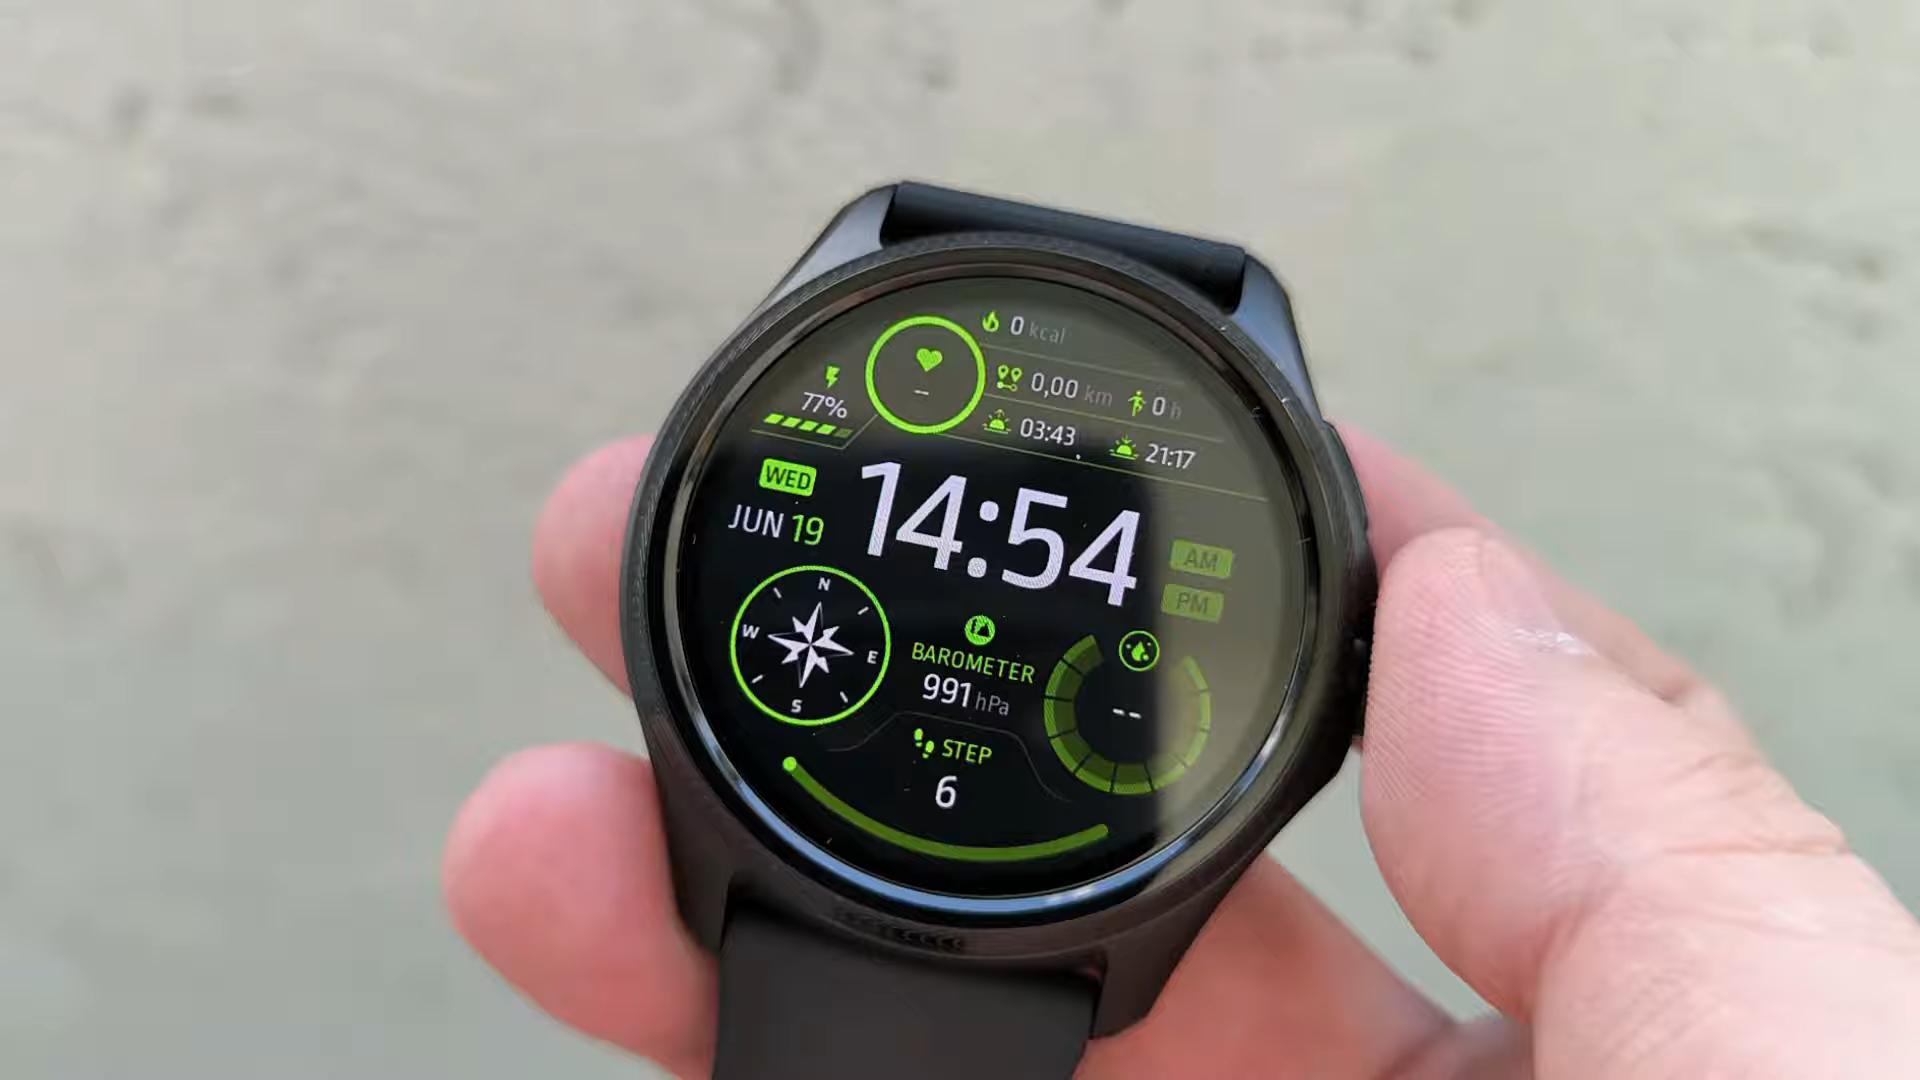 0 kcal
77%
--
0,00 km 0 h
03:43 21:17
WED
JUN 19
14:54
AM
PM
N
W
E
S
BAROMETER
991 hPa
--
STEP
6